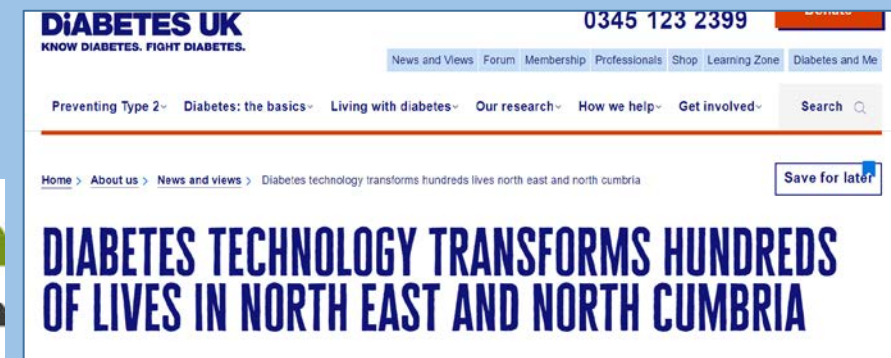 DiABETES UK
KNOW DIABETES. FIGHT DIABETES.
0345 123 2399
Donate
News and Views Forum Membership Professionals Shop Learning Zone Diabetes and Me
Preventing Type 2 Diabetes: the basics Living with diabetes Our research How we help Get involved Search
Home > About us > News and views > Diabetes technology transforms hundreds lives north east and north cumbria
Save for later
DIABETES TECHNOLOGY TRANSFORMS HUNDREDS
OF LIVES IN NORTH EAST AND NORTH CUMBRIA